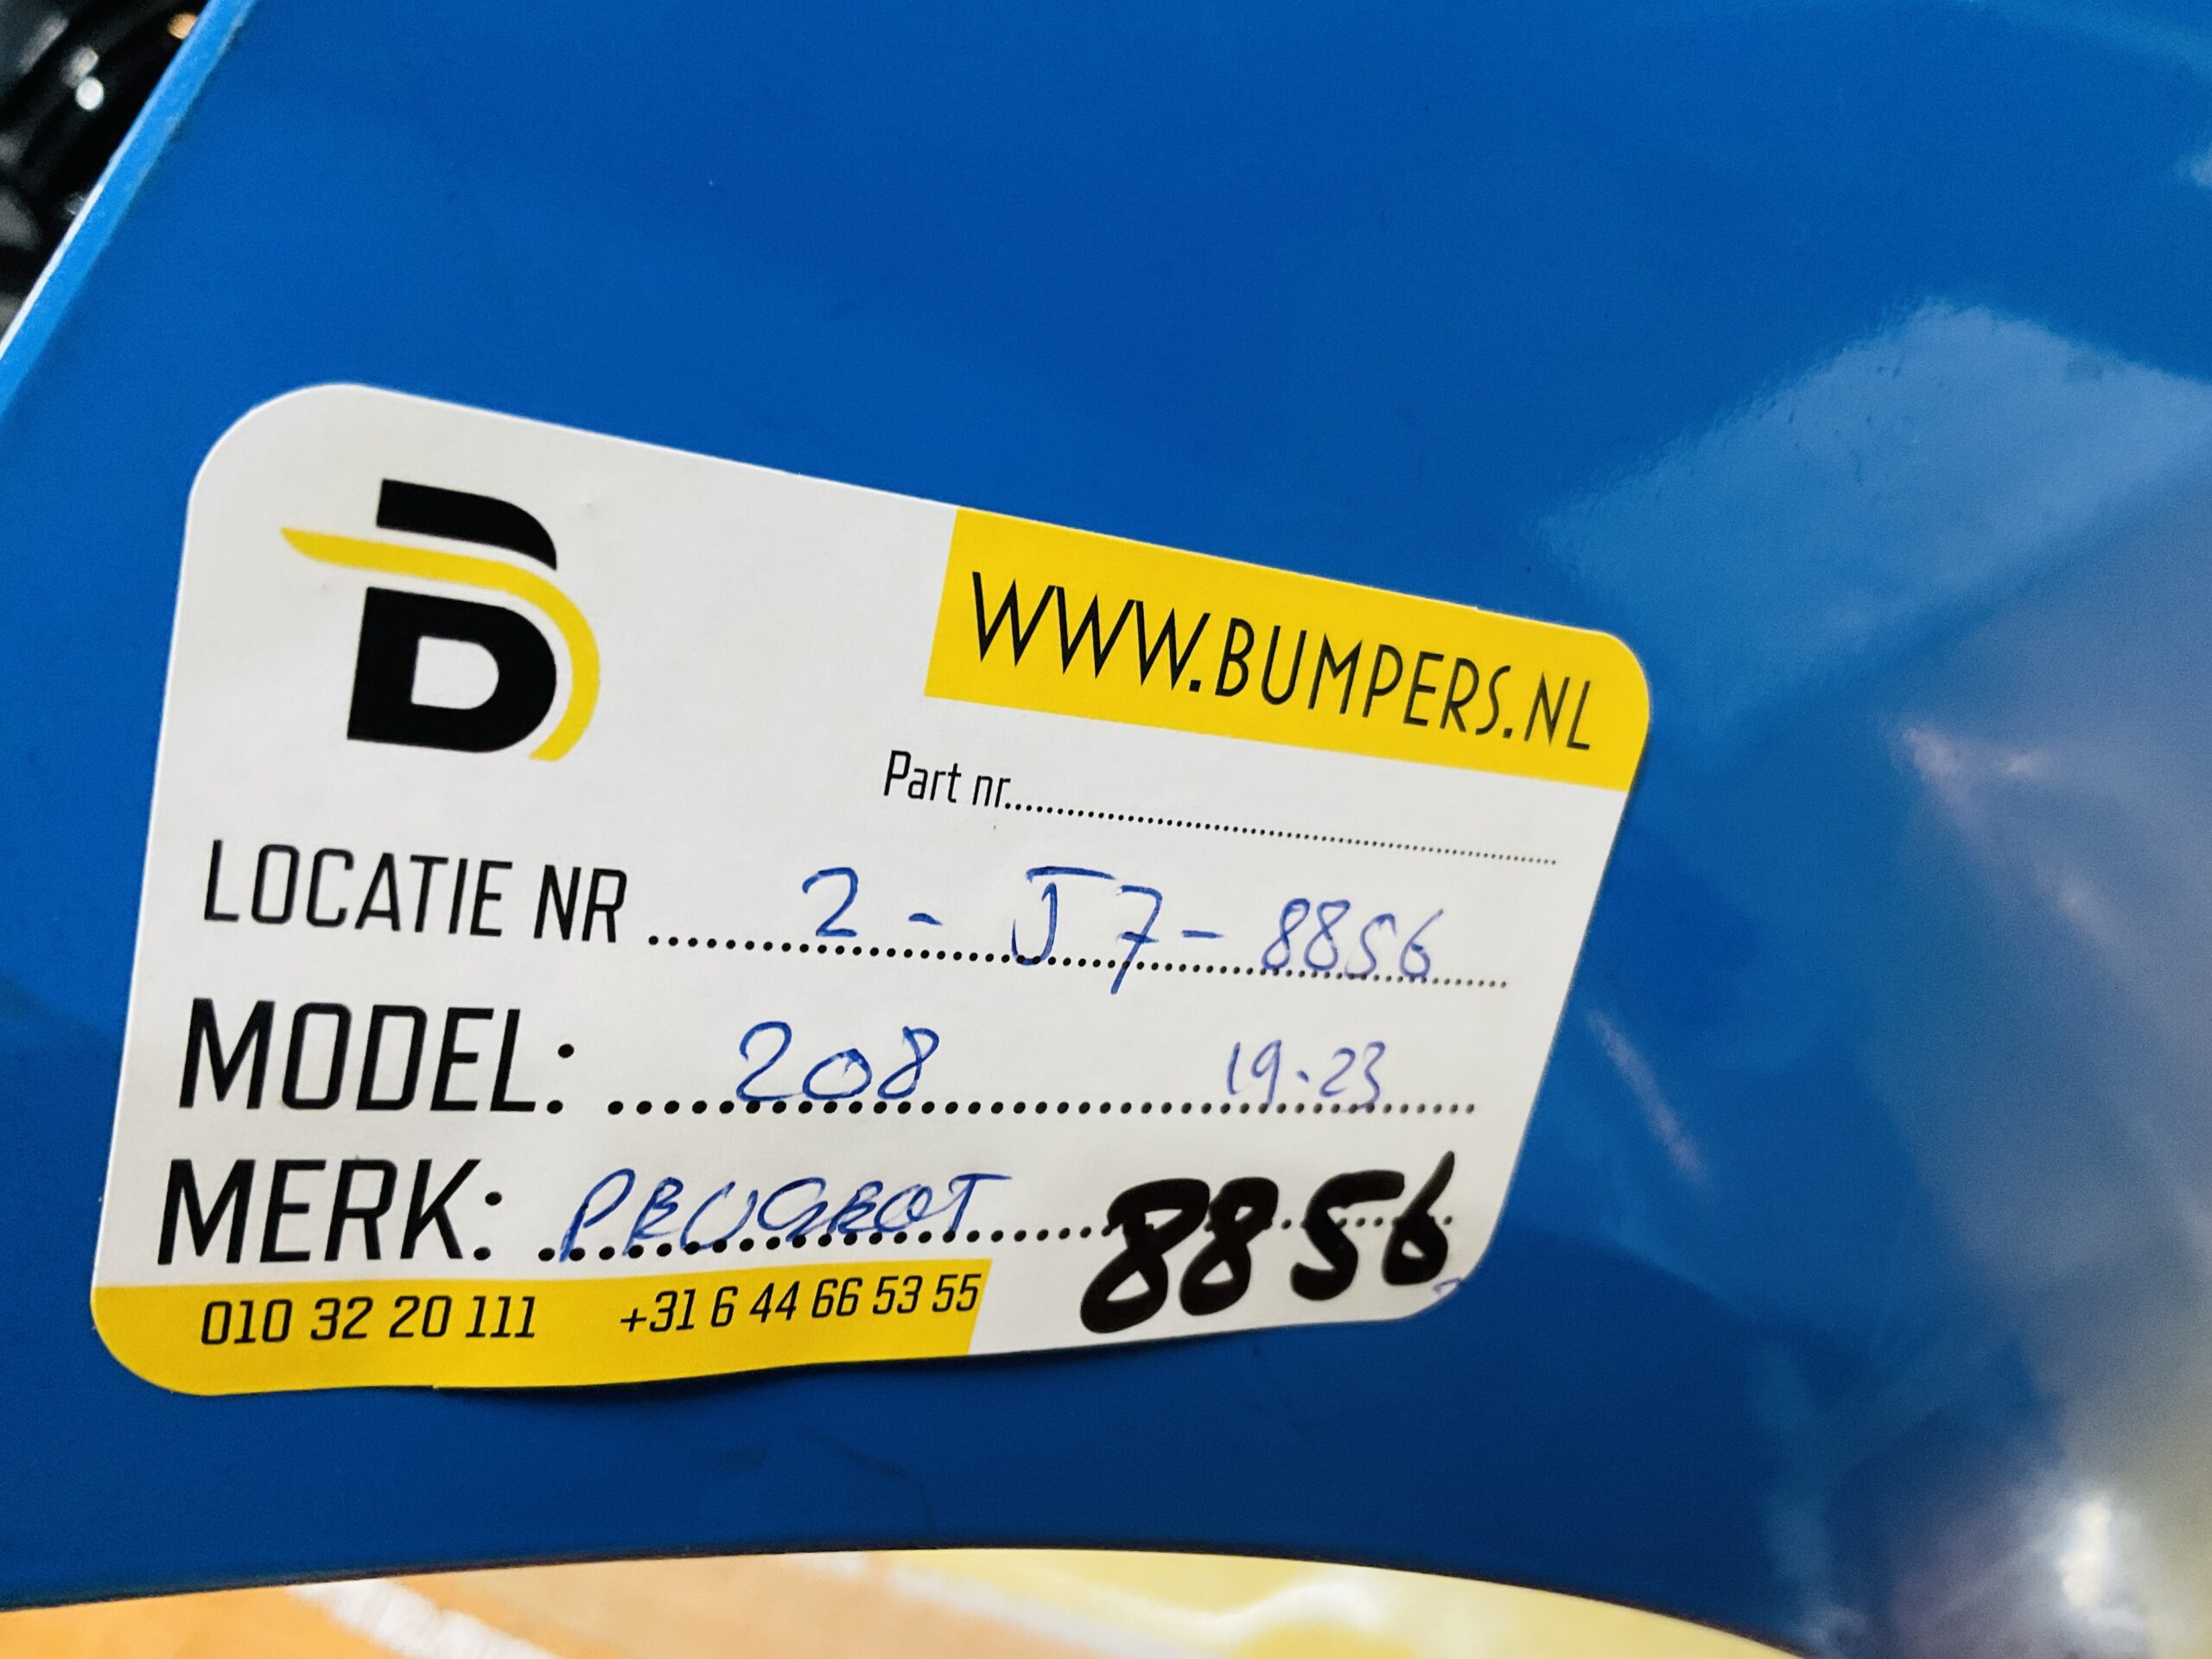 B
WWW.BUMPERS.NL
Part nr..........
LOCATIE NR .......... 2 - J7 - 8856
MODEL: .......... 208 19-23
MERK: .......... PEUGEOT
8856
010 32 20 111 +31 6 44 66 53 55